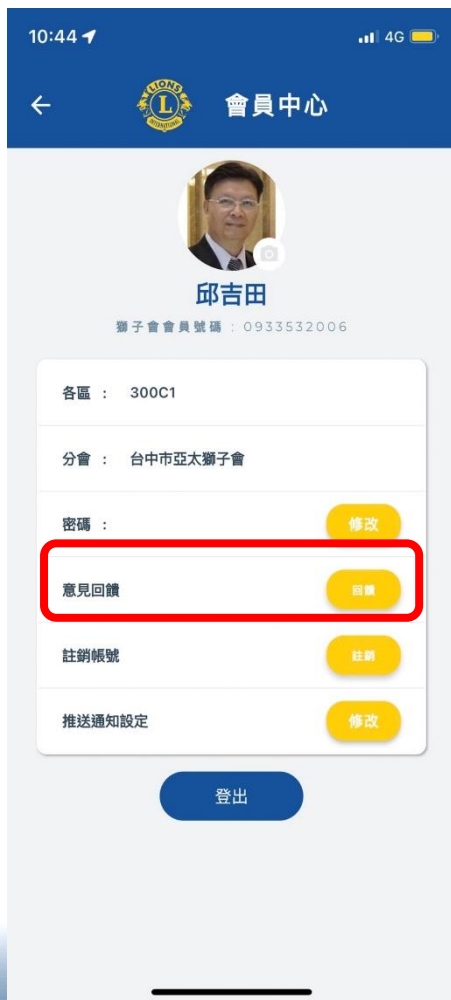 10:44
4G
LIONS
L
INTERNATIONAL
會員中心
邱吉田
獅子會會員號碼 : 0933532006
各區 : 300C1
分會 : 台中市亞太獅子會
密碼 : 修改
意見回饋 回饋
註銷帳號 註銷
推送通知設定 修改
登出